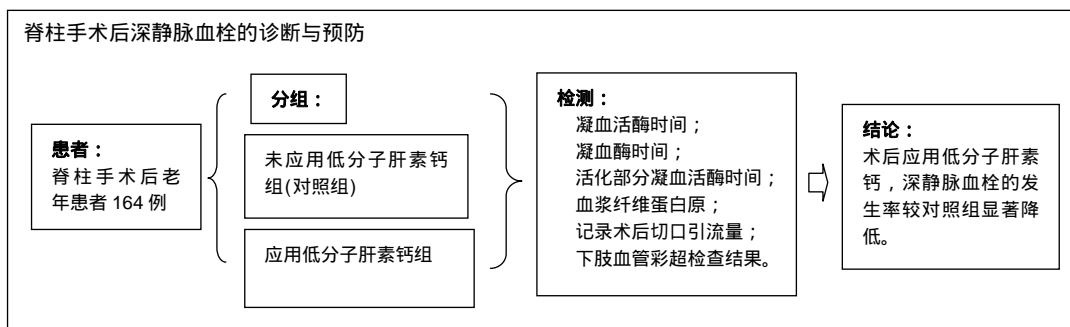 脊柱手术后深静脉血栓的诊断与预防
患者：
脊柱手术后老
年患者 164 例
分组：
未应用低分子肝素钙
组(对照组)
应用低分子肝素钙组
检测：
凝血活酶时间；
凝血酶时间；
活化部分凝血活酶时间；
血浆纤维蛋白原；
记录术后切口引流量；
下肢血管彩超检查结果。
结论：
术后应用低分子肝素
钙，深静脉血栓的发
生率较对照组显著降
低。